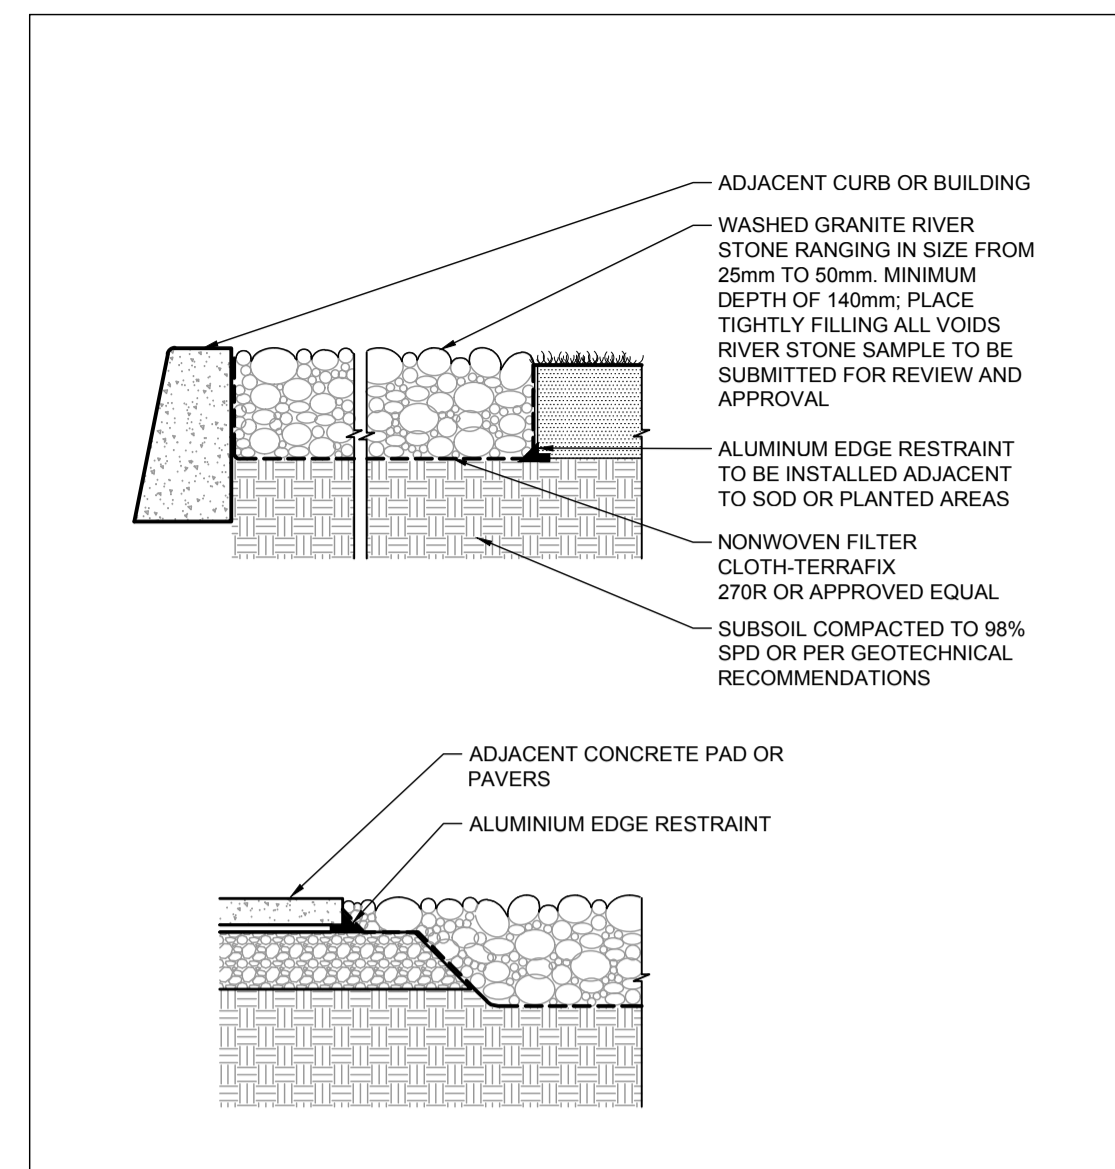 ADJACENT CURB OR BUILDING
WASHED GRANITE RIVER
STONE RANGING IN SIZE FROM
25mm TO 50mm. MINIMUM
DEPTH OF 140mm; PLACE
TIGHTLY FILLING ALL VOIDS
RIVER STONE SAMPLE TO BE
SUBMITTED FOR REVIEW AND
APPROVAL
ALUMINUM EDGE RESTRAINT
TO BE INSTALLED ADJACENT
TO SOD OR PLANTED AREAS
NONWOVEN FILTER
CLOTH-TERRAFIX
270R OR APPROVED EQUAL
SUBSOIL COMPACTED TO 98%
SPD OR PER GEOTECHNICAL
RECOMMENDATIONS
ADJACENT CONCRETE PAD OR
PAVERS
ALUMINIUM EDGE RESTRAINT